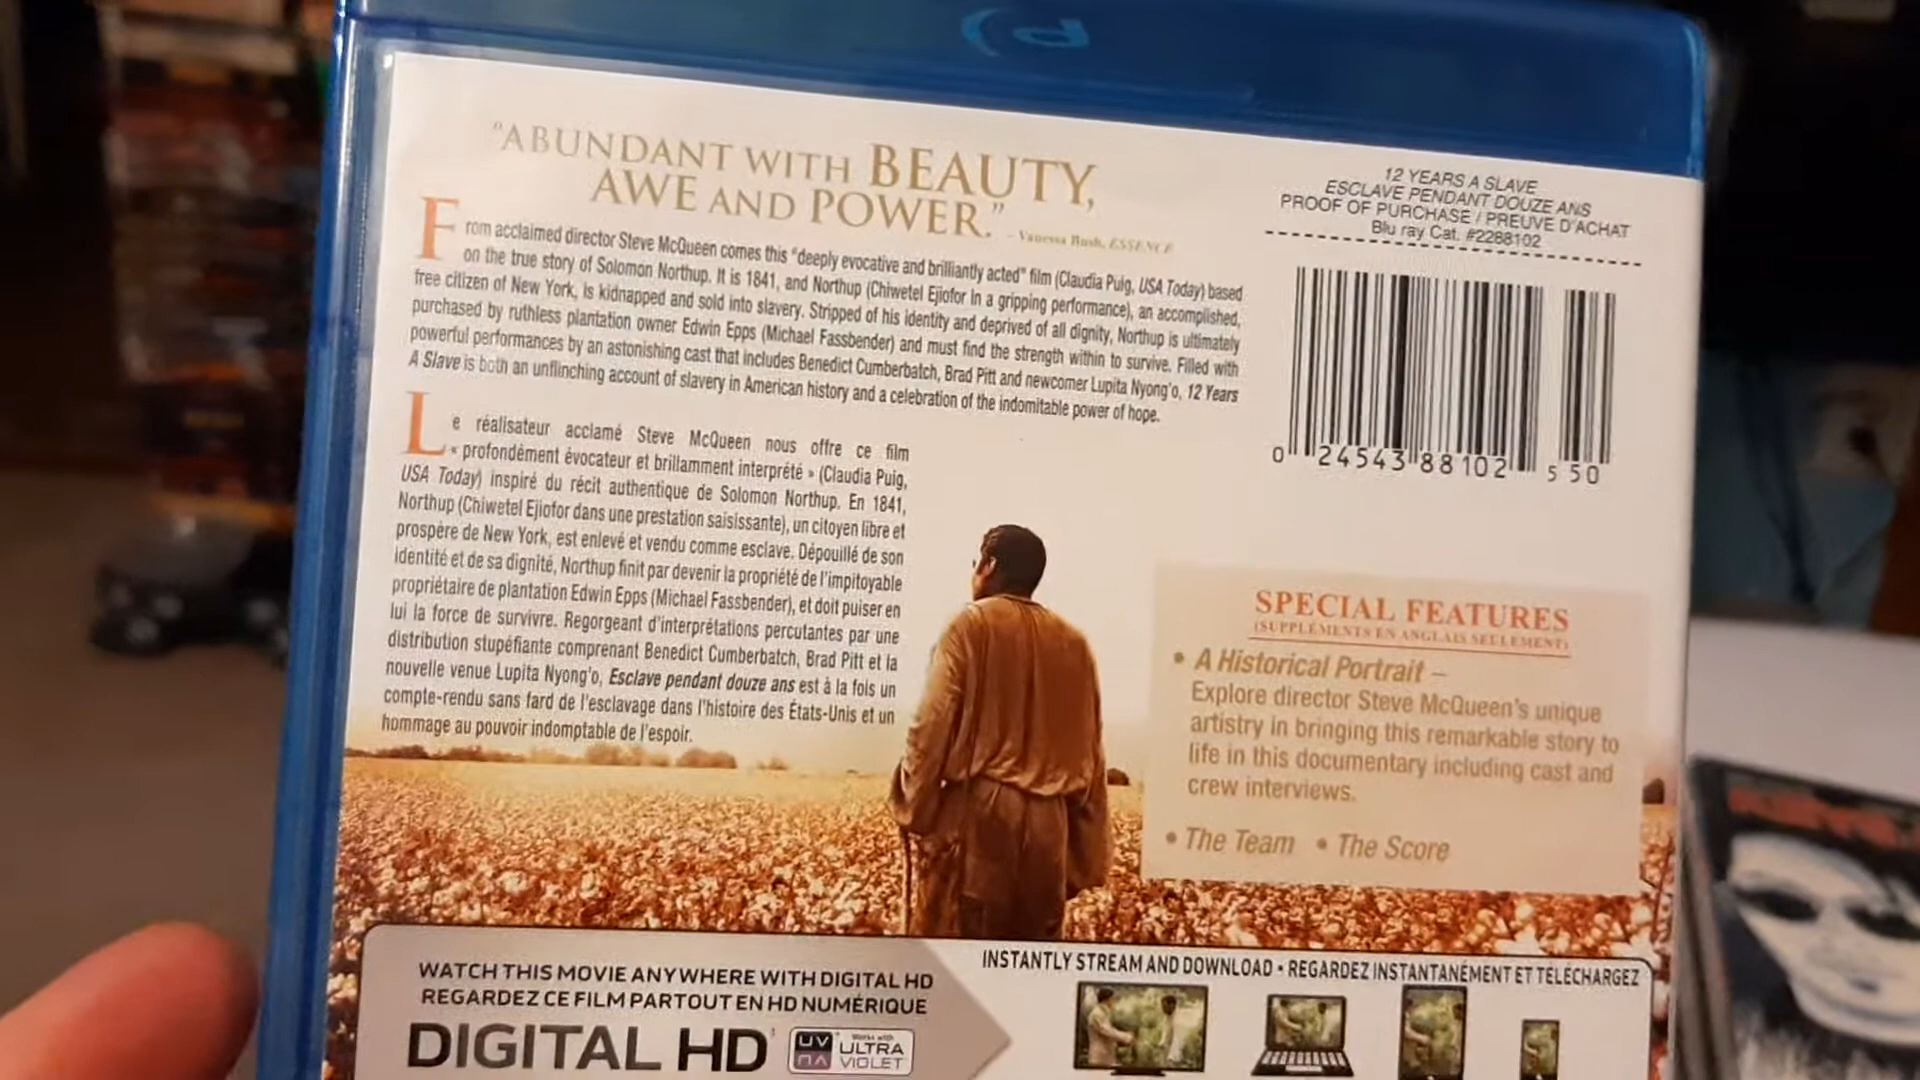 "ABUNDANT WITH BEAUTY,
AWE AND POWER."
– Vanessa Bush, ESSENCE
From acclaimed director Steve McQueen comes this "deeply evocative and brilliantly acted" film (Claudia Puig, USA Today) based
on the true story of Solomon Northup. It is 1841, and Northup (Chiwetel Ejiofor in a gripping performance), an accomplished,
free citizen of New York, is kidnapped and sold into slavery. Stripped of his identity and deprived of all dignity, Northup is ultimately
purchased by ruthless plantation owner Edwin Epps (Michael Fassbender) and must find the strength within to survive. Filled with
powerful performances by an astonishing cast that includes Benedict Cumberbatch, Brad Pitt and newcomer Lupita Nyong'o, 12 Years
A Slave is both an unflinching account of slavery in American history and a celebration of the indomitable power of hope.
Le réalisateur acclamé Steve McQueen nous offre ce film
« profondément évocateur et brillamment interprété » (Claudia Puig,
USA Today) inspiré du récit authentique de Solomon Northup. En 1841,
Northup (Chiwetel Ejiofor dans une prestation saisissante), un citoyen libre et
prospère de New York, est enlevé et vendu comme esclave. Dépouillé de son
identité et de sa dignité, Northup finit par devenir la propriété de l'impitoyable
propriétaire de plantation Edwin Epps (Michael Fassbender), et doit puiser en
lui la force de survivre. Regorgeant d'interprétations percutantes par une
distribution stupéfiante comprenant Benedict Cumberbatch, Brad Pitt et la
nouvelle venue Lupita Nyong'o, Esclave pendant douze ans est à la fois un
compte-rendu sans fard de l'esclavage dans l'histoire des États-Unis et un
hommage au pouvoir indomptable de l'espoir.
12 YEARS A SLAVE
ESCLAVE PENDANT DOUZE ANS
PROOF OF PURCHASE / PREUVE D'ACHAT
Blu ray Cat. #2288102
0 24543 88102 5 50
SPECIAL FEATURES
(SUPPLÉMENTS EN ANGLAIS SEULEMENT)
• A Historical Portrait –
Explore director Steve McQueen's unique
artistry in bringing this remarkable story to
life in this documentary including cast and
crew interviews.
• The Team • The Score
WATCH THIS MOVIE ANYWHERE WITH DIGITAL HD
REGARDEZ CE FILM PARTOUT EN HD NUMÉRIQUE
DIGITAL HD
UV
Works with
ULTRA
VIOLET
INSTANTLY STREAM AND DOWNLOAD • REGARDEZ INSTANTANÉMENT ET TÉLÉCHARGEZ